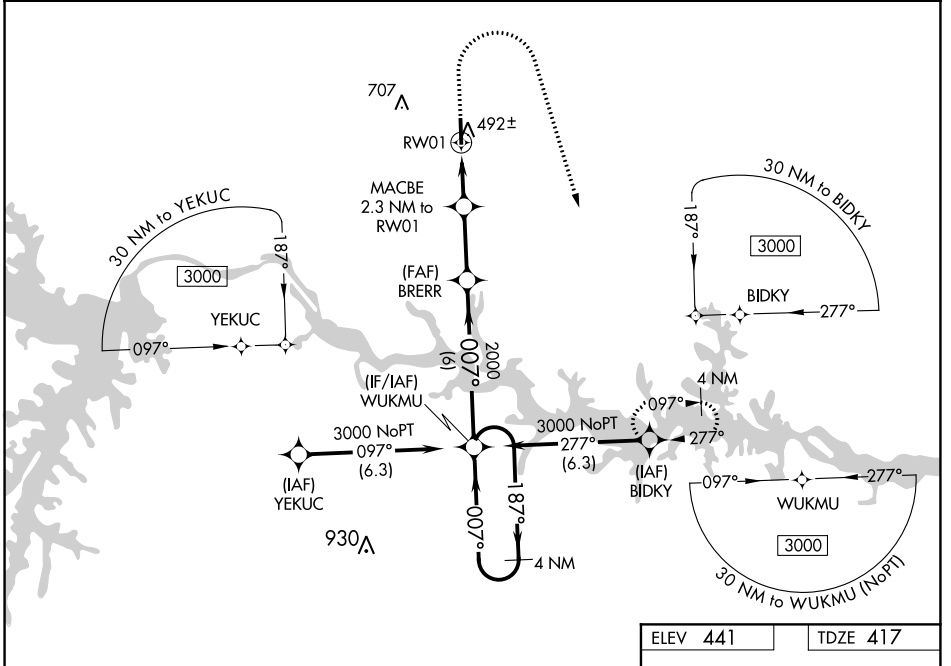 707
492±
RW01
MACBE
2.3 NM to
RW01
30 NM to YEKUC
187°
3000
YEKUC
097°
30 NM to BIDKY
187°
3000
BIDKY
277°
(FAF)
BRERR
2000
007°
(6)
(IF/IAF)
WUKMU
4 NM
097°
277°
3000 NoPT
097°
(6.3)
3000 NoPT
277°
(6.3)
(IAF)
YEKUC
(IAF)
BIDKY
007°
187°
4 NM
930
097°
277°
WUKMU
3000
30 NM to WUKMU (NoPT)
ELEV 441
TDZE 417